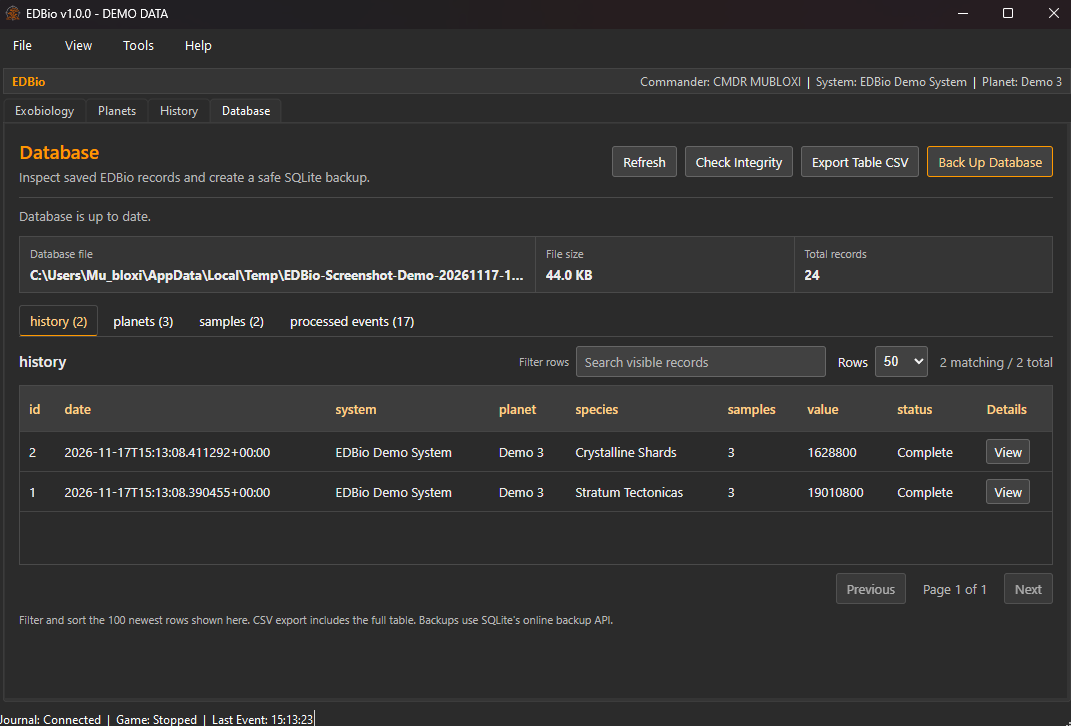 EDBio v1.0.0 - DEMO DATA
File View Tools Help
EDBio Commander: CMDR MUBLOXI | System: EDBio Demo System | Planet: Demo 3
Exobiology Planets History Database
Database
Refresh Check Integrity Export Table CSV Back Up Database
Inspect saved EDBio records and create a safe SQLite backup.
Database is up to date.
Database file File size Total records
C:\Users\Mu_bloxi\AppData\Local\Temp\EDBio-Screenshot-Demo-20261117-1... 44.0 KB 24
history (2) planets (3) samples (2) processed events (17)
history Filter rows Search visible records Rows 50 2 matching / 2 total
id date system planet species samples value status Details
2 2026-11-17T15:13:08.411292+00:00 EDBio Demo System Demo 3 Crystalline Shards 3 1628800 Complete View
1 2026-11-17T15:13:08.390455+00:00 EDBio Demo System Demo 3 Stratum Tectonicas 3 19010800 Complete View
Previous Page 1 of 1 Next
Filter and sort the 100 newest rows shown here. CSV export includes the full table. Backups use SQLite's online backup API.
Journal: Connected | Game: Stopped | Last Event: 15:13:23